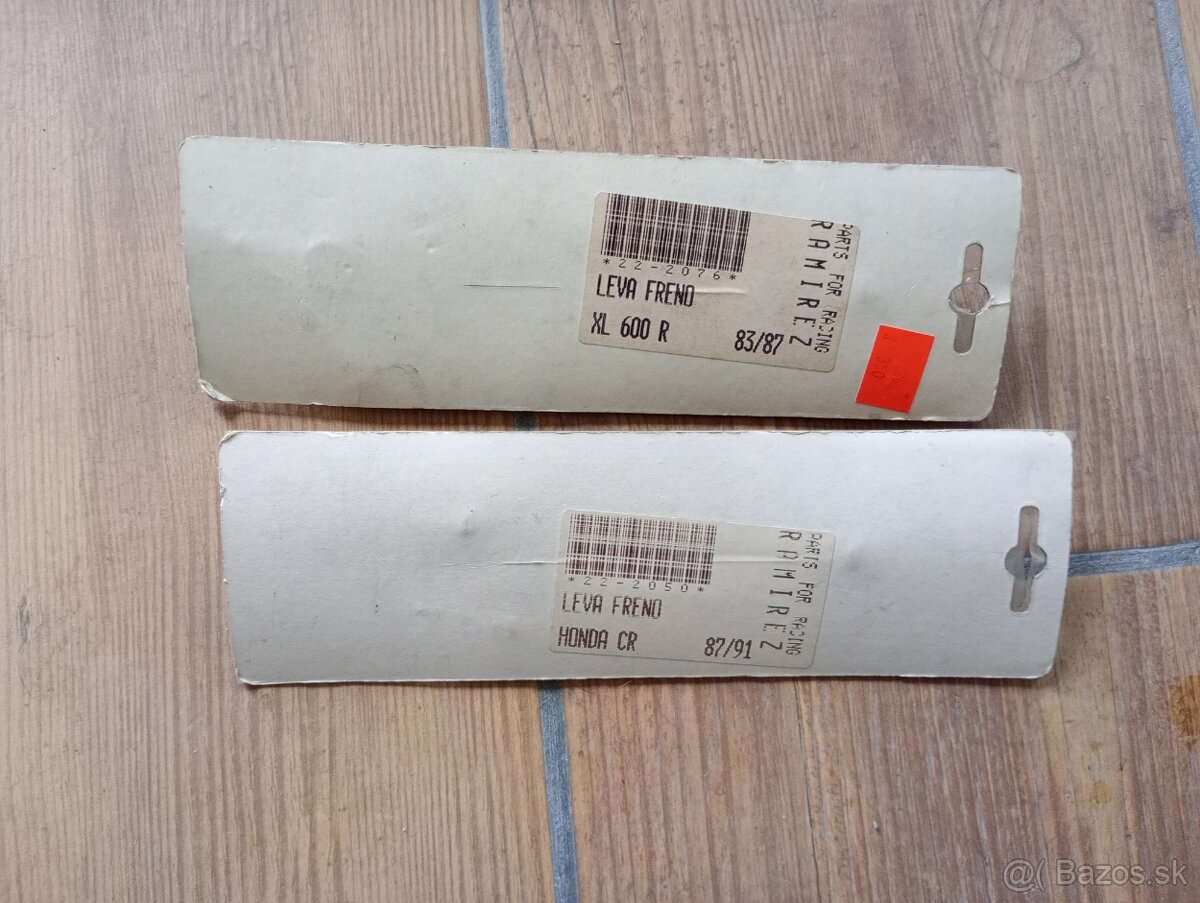 *22-2076*
LEVA FRENO
XL 600 R 83/87
RAMIREZ
PARTS FOR RACING
350
*22-2050*
LEVA FRENO
HONDA CR 87/91
RAMIREZ
PARTS FOR RACING
@( Bazos.sk